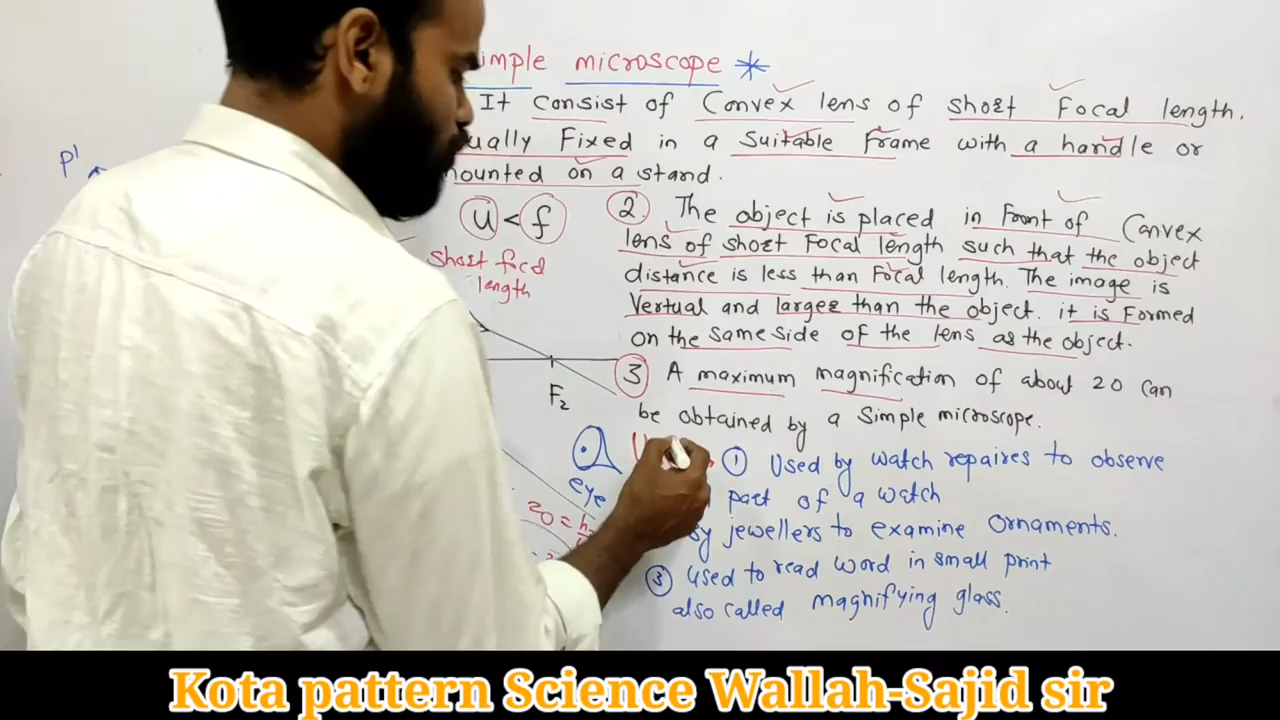 imple microscope
It consist of Convex lens of short Focal length.
ually Fixed in a Suitable Frame with a handle or
mounted on a stand.
P'
u < f
short focal
length
2. The object is placed in Front of Convex
lens of short Focal length such that the object
distance is less than Focal length. The image is
Vertual and larger than the object. it is Formed
on the same side of the lens as the object.
F2
3 A maximum magnification of about 20 Can
be obtained by a Simple microscope.
eye
20 = h
U
1 Used by watch repaires to observe
part of a watch
by jewellers to examine Ornaments.
3 Used to read word in small print
also called magnifying glass.
Kota pattern Science Wallah-Sajid sir